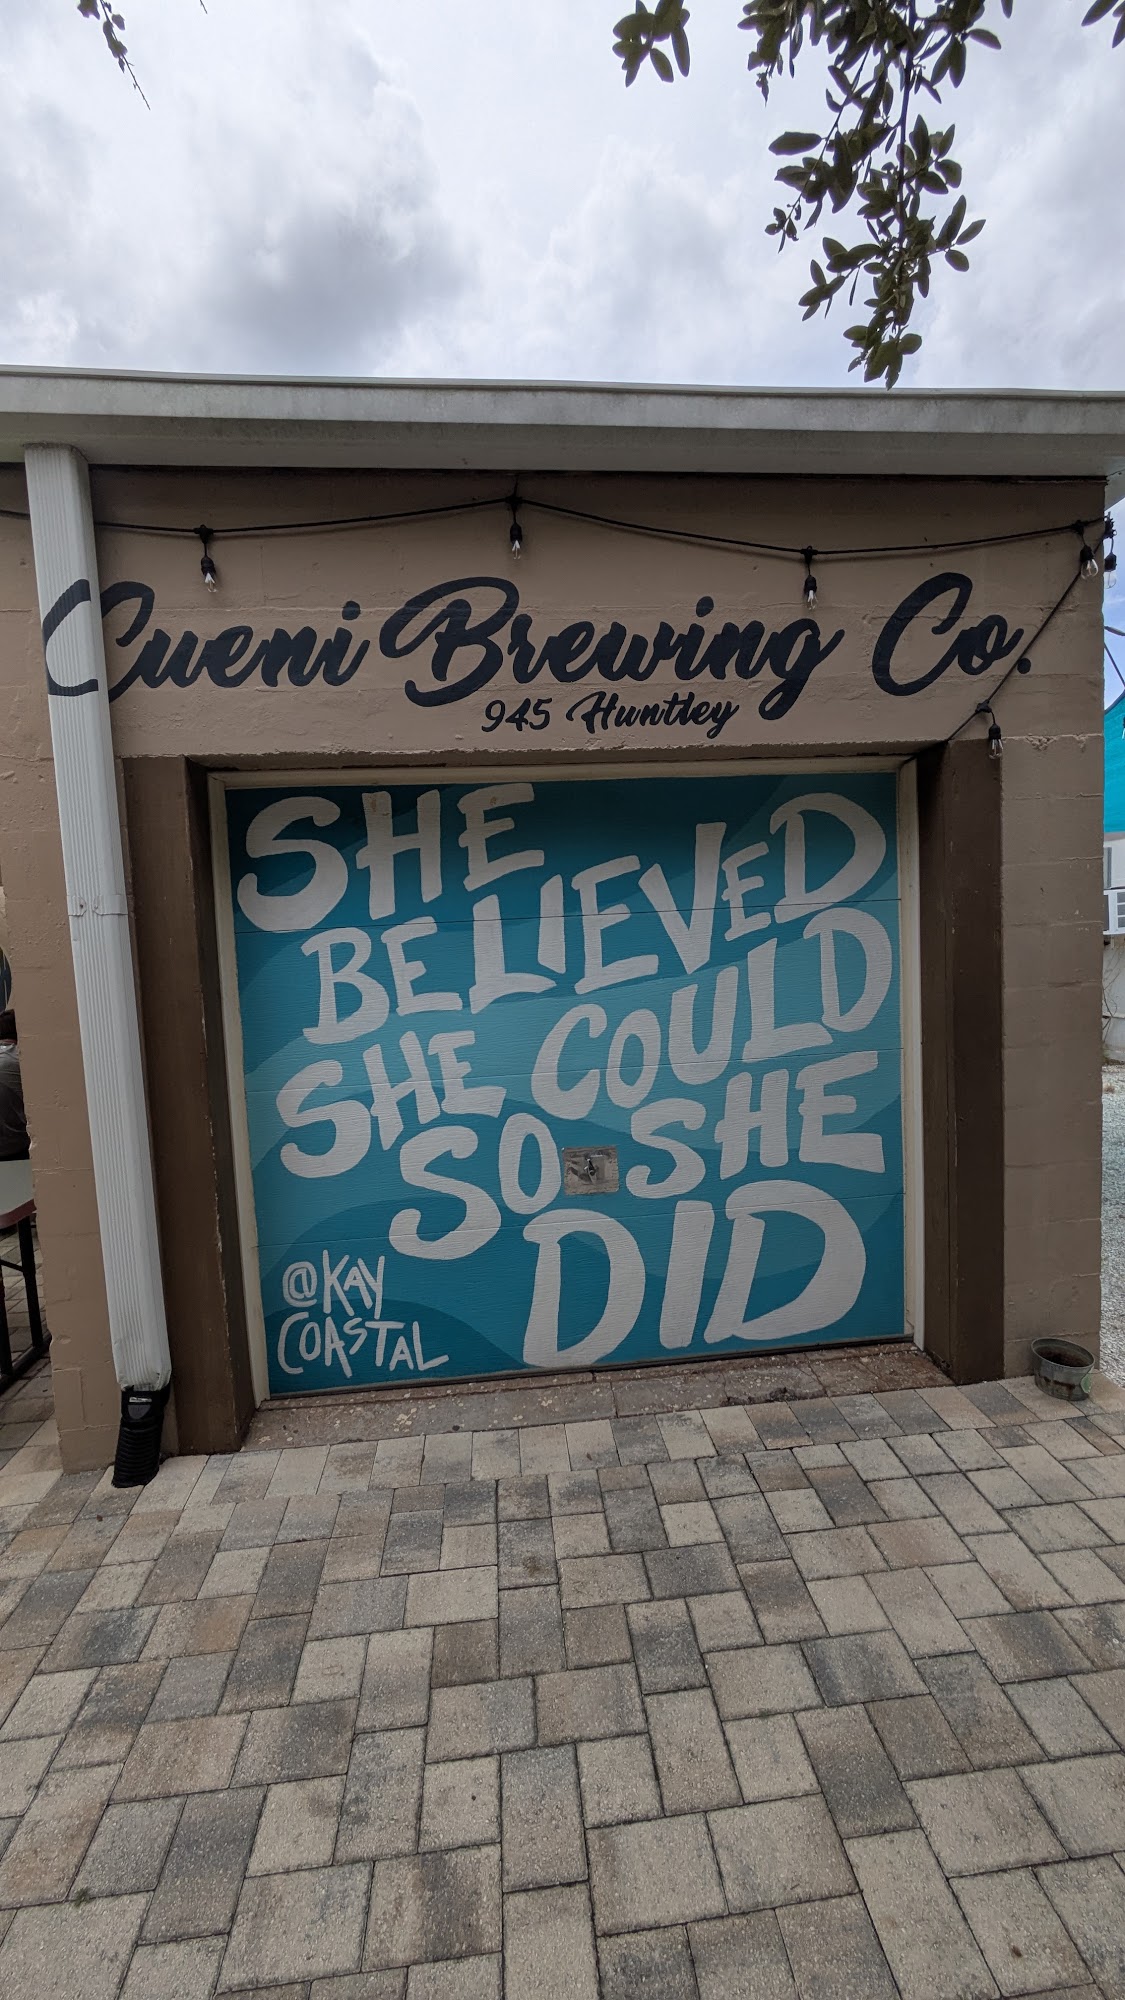 Cueni Brewing Co.
945 Huntley
SHE
BELIEVED
SHE COULD
SO SHE
DID
@KAY
COASTAL